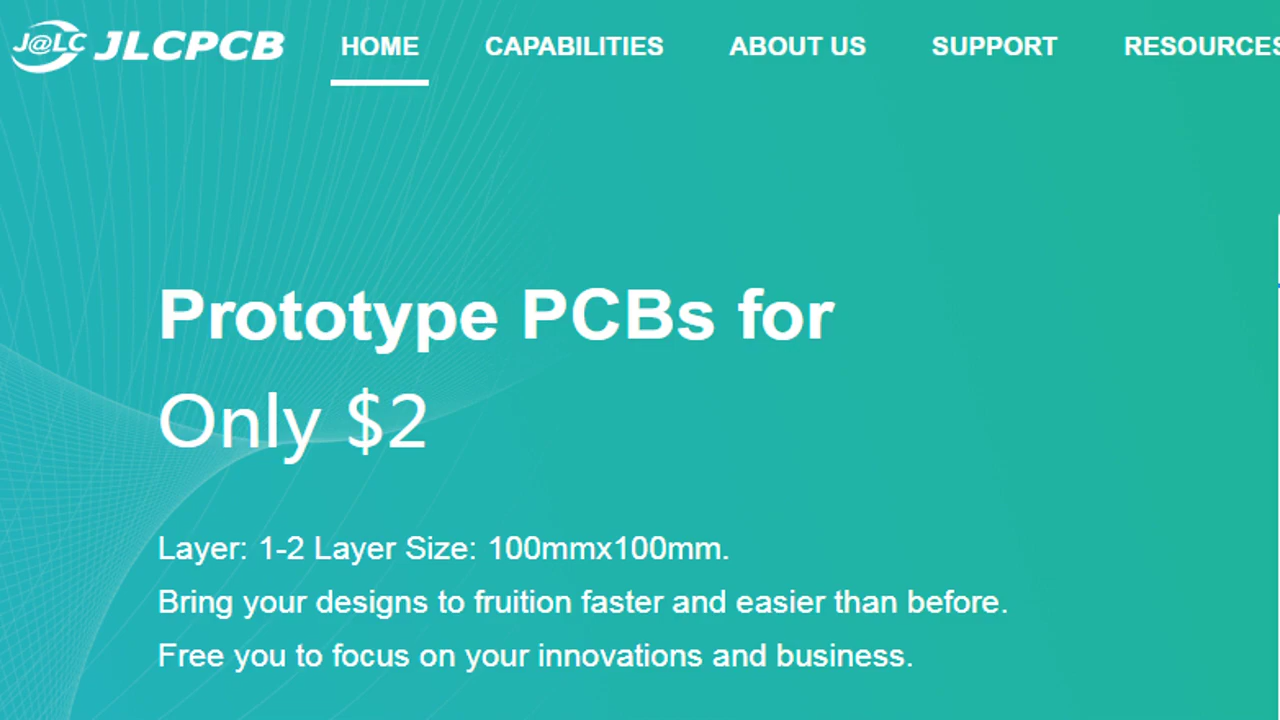 J@LC JLCPCB HOME CAPABILITIES ABOUT US SUPPORT RESOURCES
Prototype PCBs for
Only $2
Layer: 1-2 Layer Size: 100mmx100mm.
Bring your designs to fruition faster and easier than before.
Free you to focus on your innovations and business.